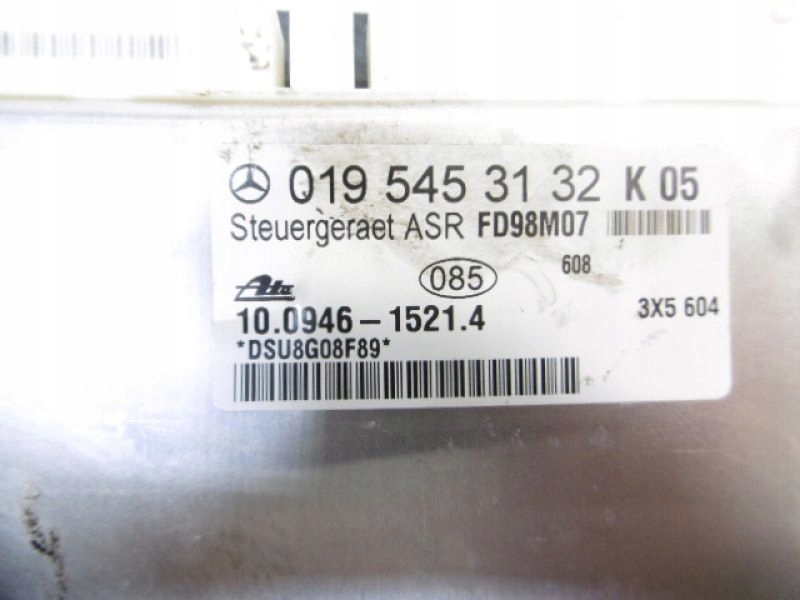 019 545 31 32 K 05
Steuergeraet ASR FD98M07
085 608
Ate
10.0946-1521.4 3X5 604
*DSU8G08F89*